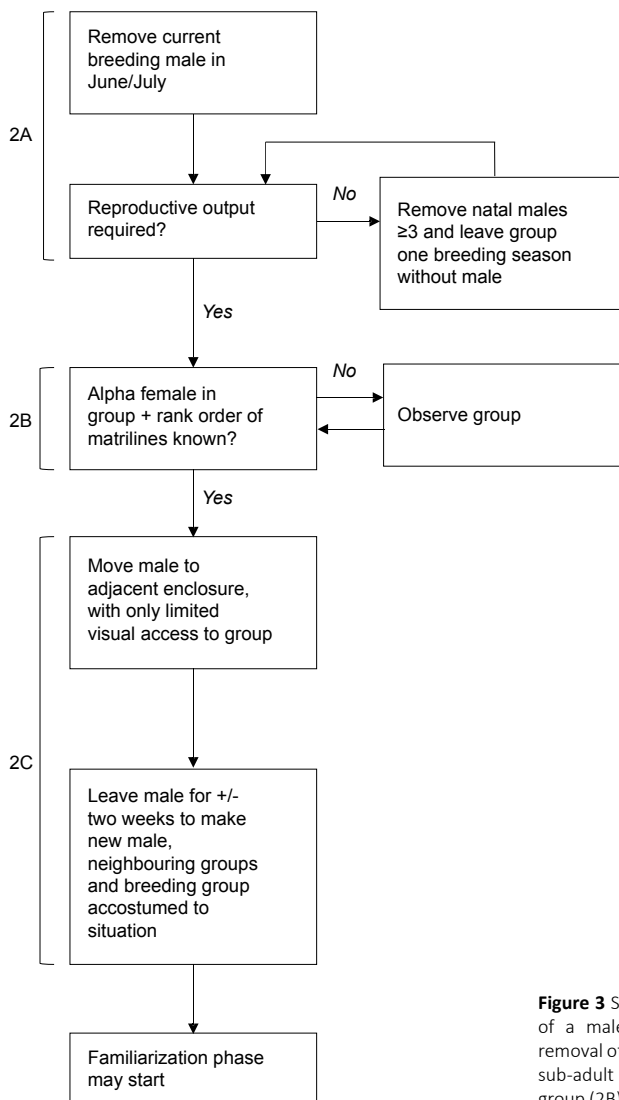 Remove current
breeding male in
June/July
2A
Reproductive output
required?
No
Remove natal males
≥3 and leave group
one breeding season
without male
Yes
2B
Alpha female in
group + rank order of
matrilines known?
No
Observe group
Yes
2C
Move male to
adjacent enclosure,
with only limited
visual access to group
Leave male for +/-
two weeks to make
new male,
neighbouring groups
and breeding group
accostumed to
situation
Familiarization phase
may start
Figure 3 S
of a male
removal of
sub-adult
group (2B)